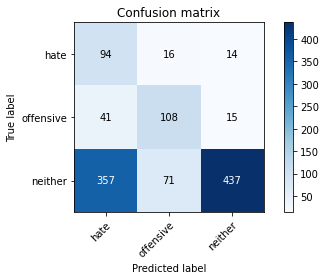 Confusion matrix
True label
hate 94 16 14
offensive 41 108 15
neither 357 71 437
hate offensive neither
Predicted label
400
350
300
250
200
150
100
50